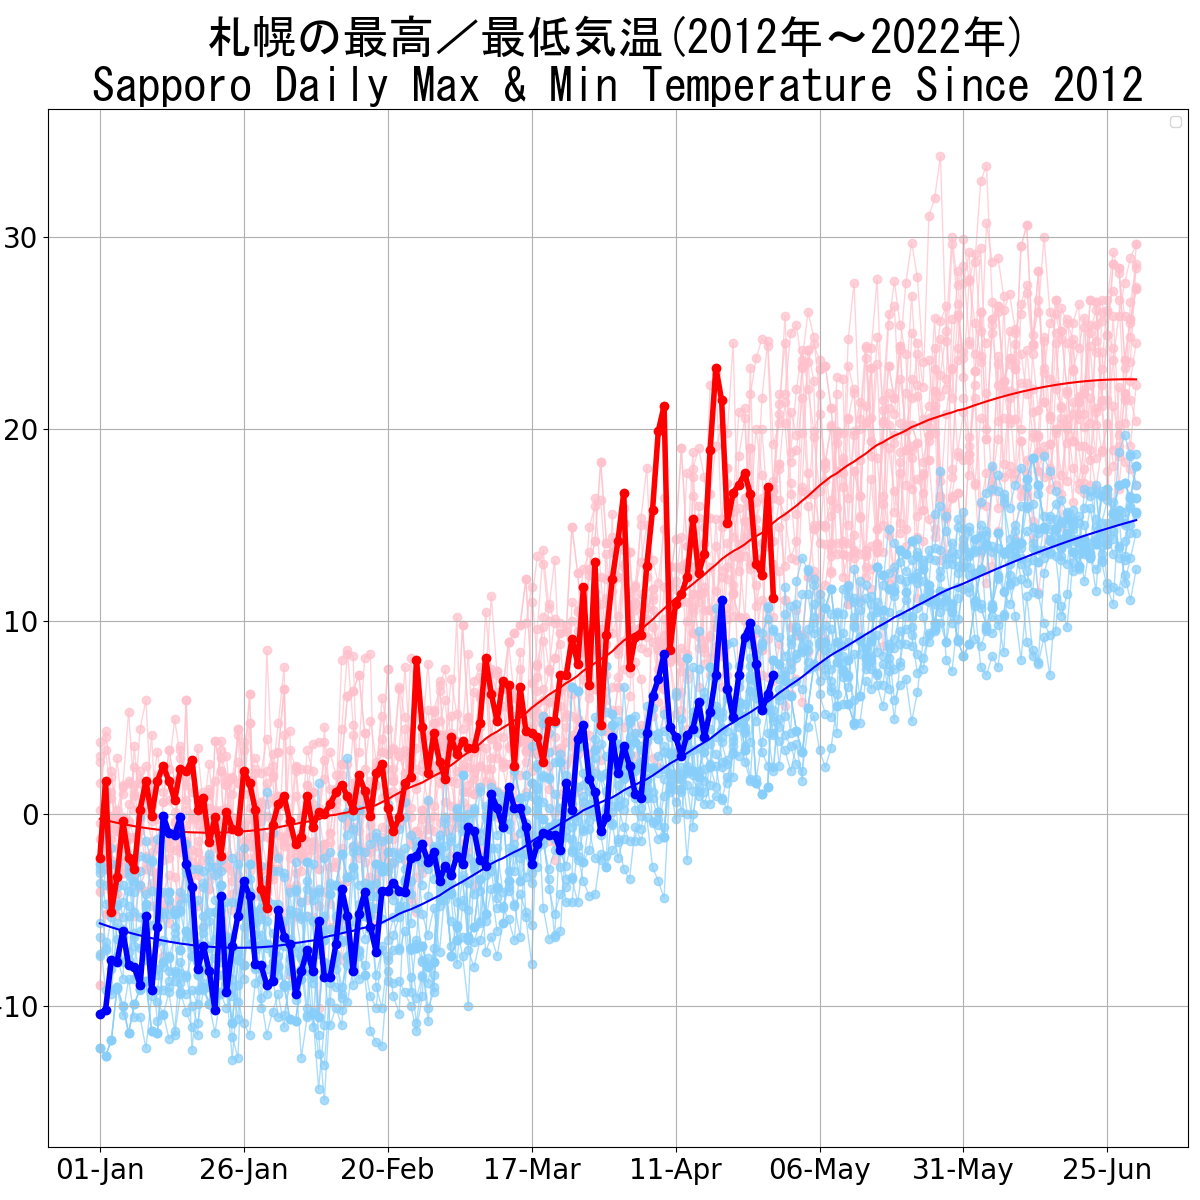 札幌の最高／最低気温(2012年～2022年)
Sapporo Daily Max & Min Temperature Since 2012
30
20
10
0
-10
01-Jan 26-Jan 20-Feb 17-Mar 11-Apr 06-May 31-May 25-Jun